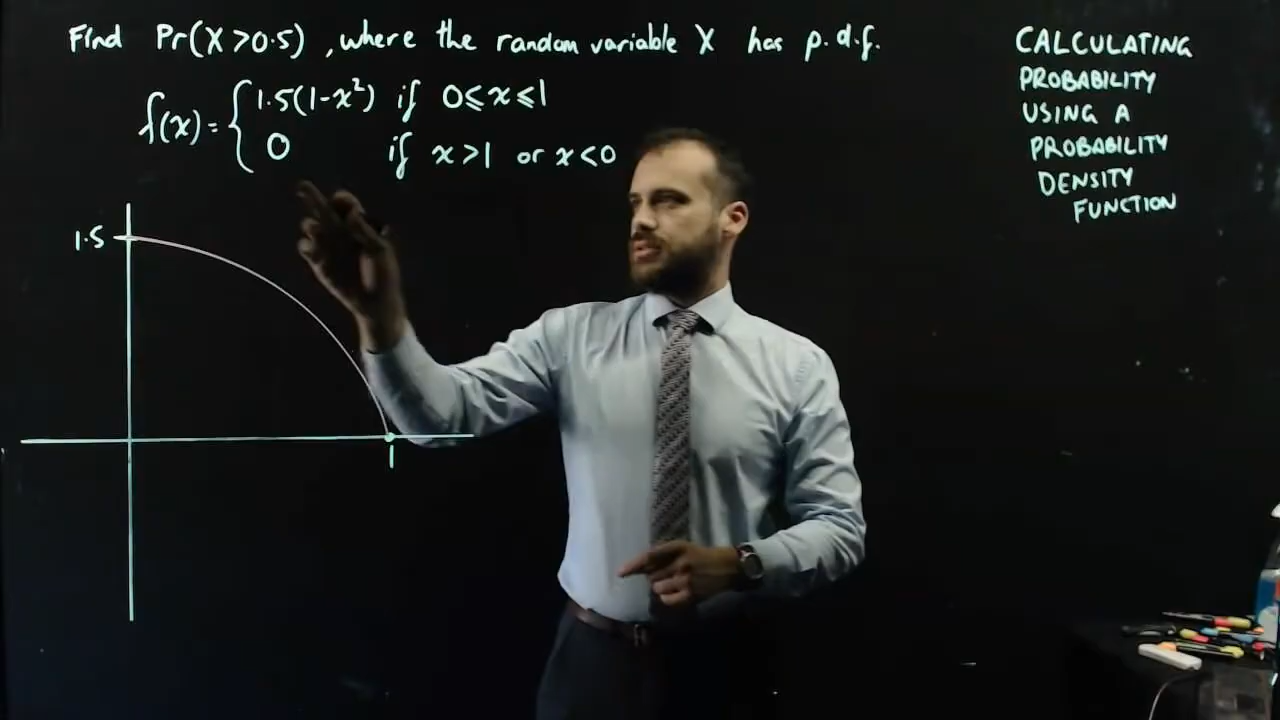 Find Pr(X>0.5), where the random variable X has p.d.f.
f(x)= { 1.5(1-x²) if 0≤x≤1
0 if x>1 or x<0
1.5
1
CALCULATING
PROBABILITY
USING A
PROBABILITY
DENSITY
FUNCTION